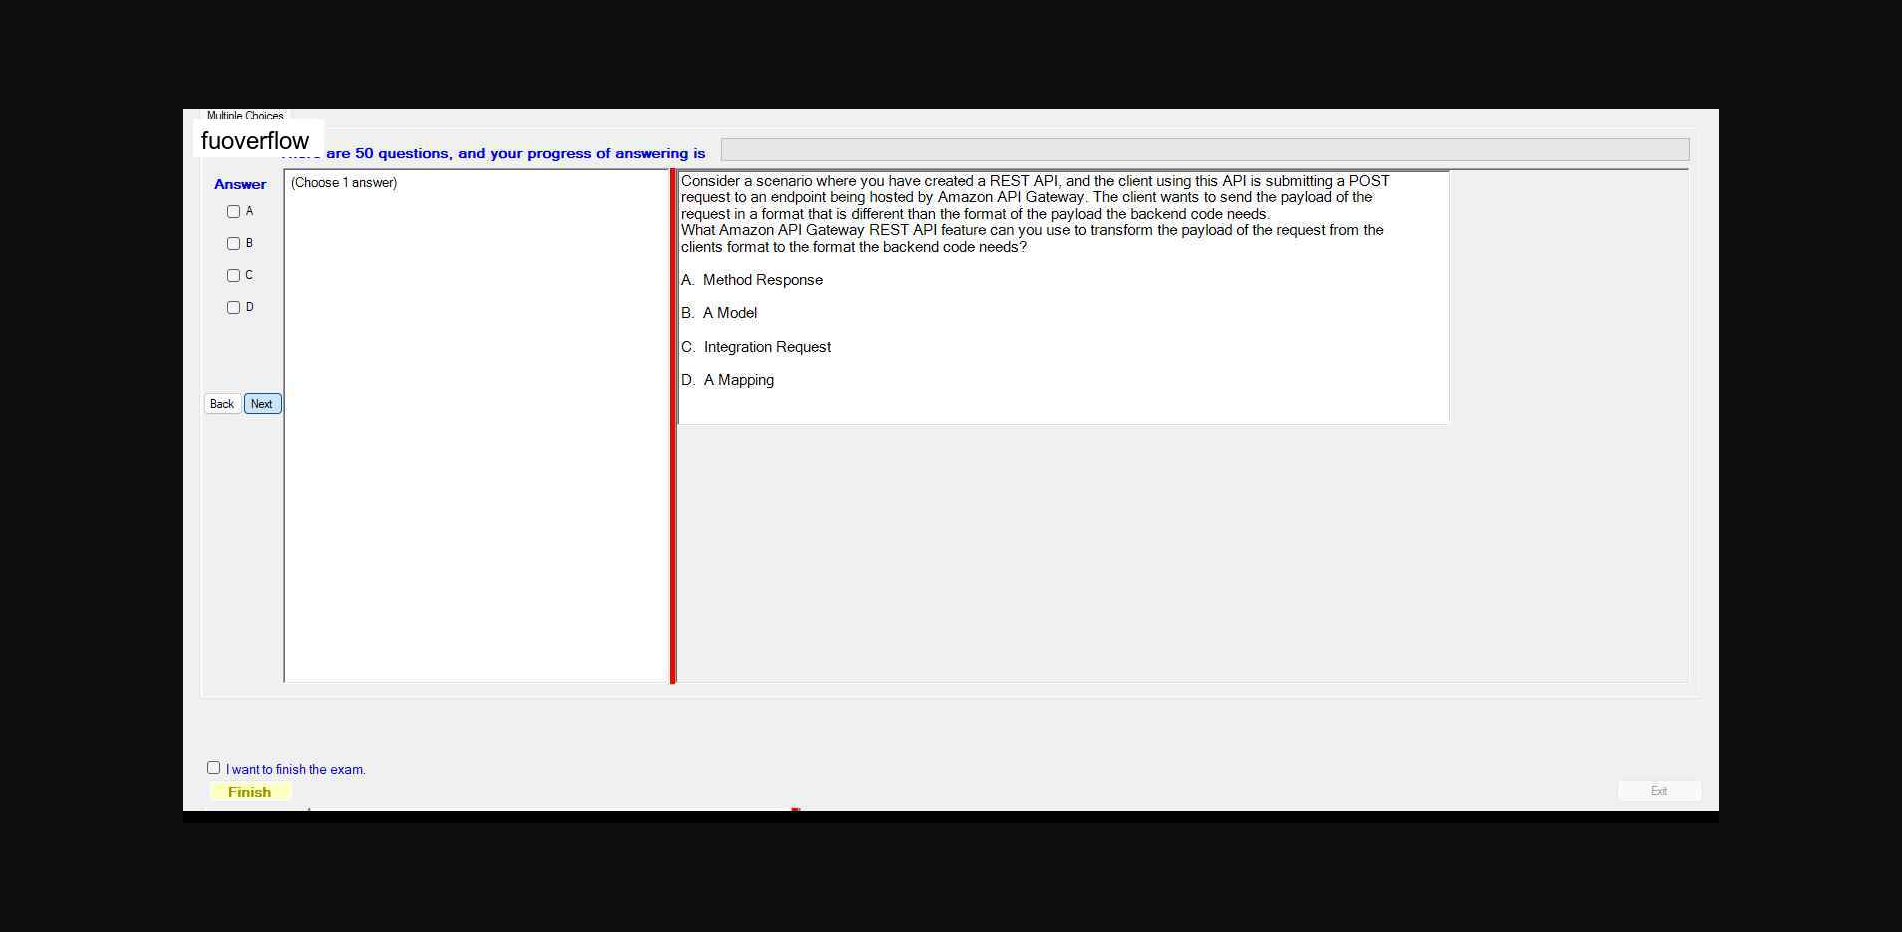 Multiple Choices
fuoverflow
are 50 questions, and your progress of answering is
Answer
(Choose 1 answer)
A
B
C
D
Back
Next
Consider a scenario where you have created a REST API, and the client using this API is submitting a POST
request to an endpoint being hosted by Amazon API Gateway. The client wants to send the payload of the
request in a format that is different than the format of the payload the backend code needs.
What Amazon API Gateway REST API feature can you use to transform the payload of the request from the
clients format to the format the backend code needs?
A. Method Response
B. A Model
C. Integration Request
D. A Mapping
I want to finish the exam.
Finish
Exit